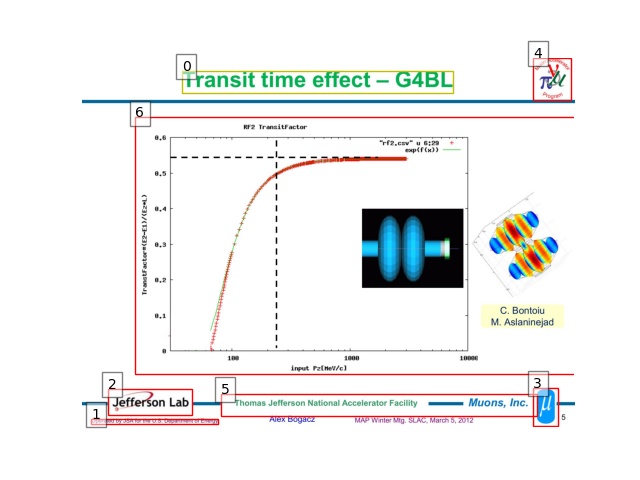 0
Transit time effect – G4BL
4
Program
6
RF2 TransitFactor
"rf2.csv" u 6:29
exp(f(x))
0.6
0.5
0.4
0.3
0.2
0.1
0
TransitFactor=(E2-E1)/(Ez*L)
100
1000
10000
input Pz[MeV/c]
C. Bontoiu
M. Aslaninejad
2
Jefferson Lab
5
Thomas Jefferson National Accelerator Facility
Muons, Inc.
3
μ
1
by JSA for the U.S. Department of Energy
Alex Bogacz
MAP Winter Mtg, SLAC, March 5, 2012
5